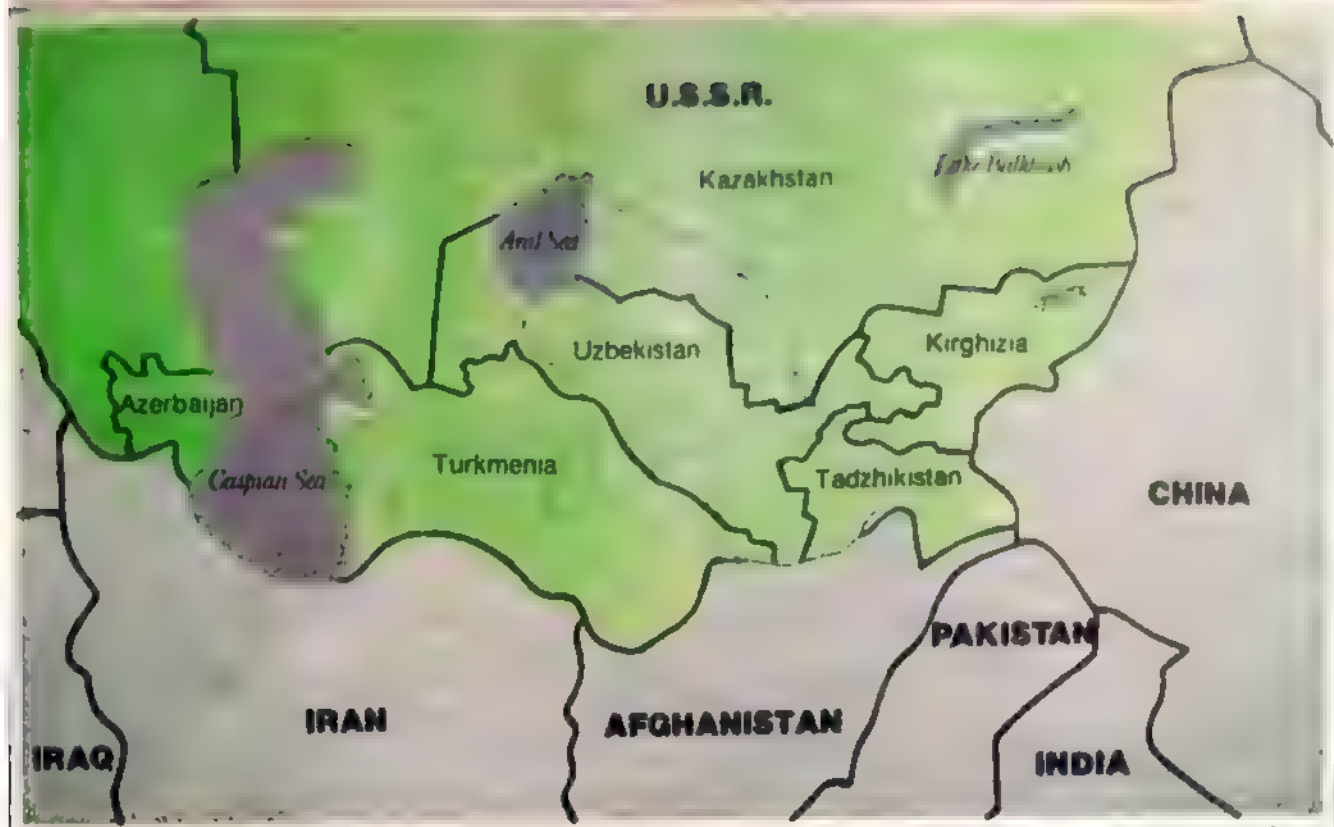 U.S.S.R.
Kazakhstan
Aral Sea
Uzbekistan
Kirghizia
Azerbaijan
Turkmenia
Caspian Sea
Tadzhikistan
CHINA
PAKISTAN
IRAN
AFGHANISTAN
IRAQ
INDIA